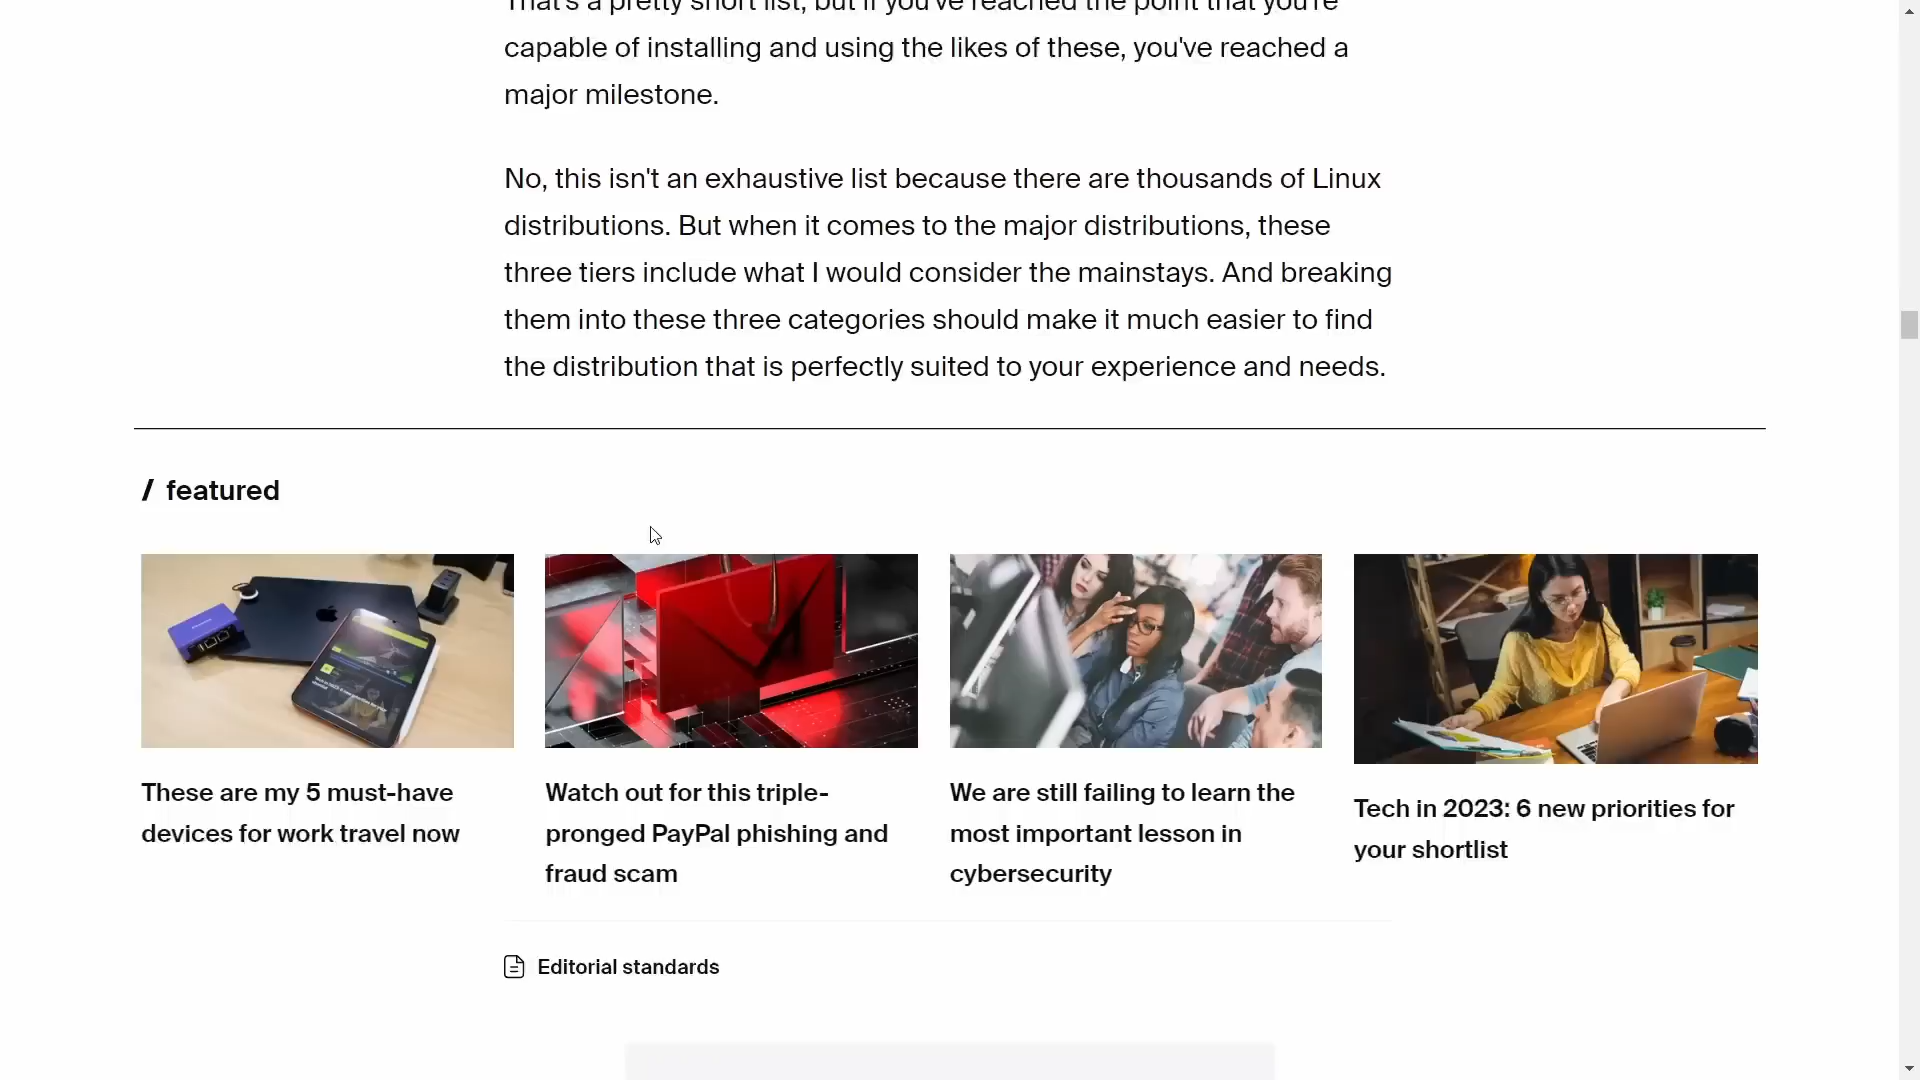 That's a pretty short list, but if you've reached the point that you're
capable of installing and using the likes of these, you've reached a
major milestone.
No, this isn't an exhaustive list because there are thousands of Linux
distributions. But when it comes to the major distributions, these
three tiers include what I would consider the mainstays. And breaking
them into these three categories should make it much easier to find
the distribution that is perfectly suited to your experience and needs.
/ featured
These are my 5 must-have
devices for work travel now
Watch out for this triple-
pronged PayPal phishing and
fraud scam
We are still failing to learn the
most important lesson in
cybersecurity
Tech in 2023: 6 new priorities for
your shortlist
Editorial standards